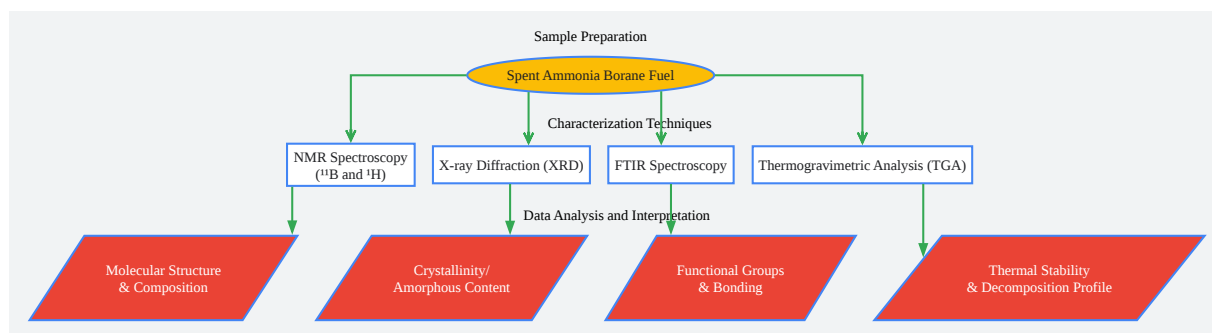 Sample Preparation
Spent Ammonia Borane Fuel
Characterization Techniques
NMR Spectroscopy
(¹¹B and ¹H)
X-ray Diffraction (XRD)
FTIR Spectroscopy
Thermogravimetric Analysis (TGA)
Data Analysis and Interpretation
Molecular Structure
& Composition
Crystallinity/
Amorphous Content
Functional Groups
& Bonding
Thermal Stability
& Decomposition Profile